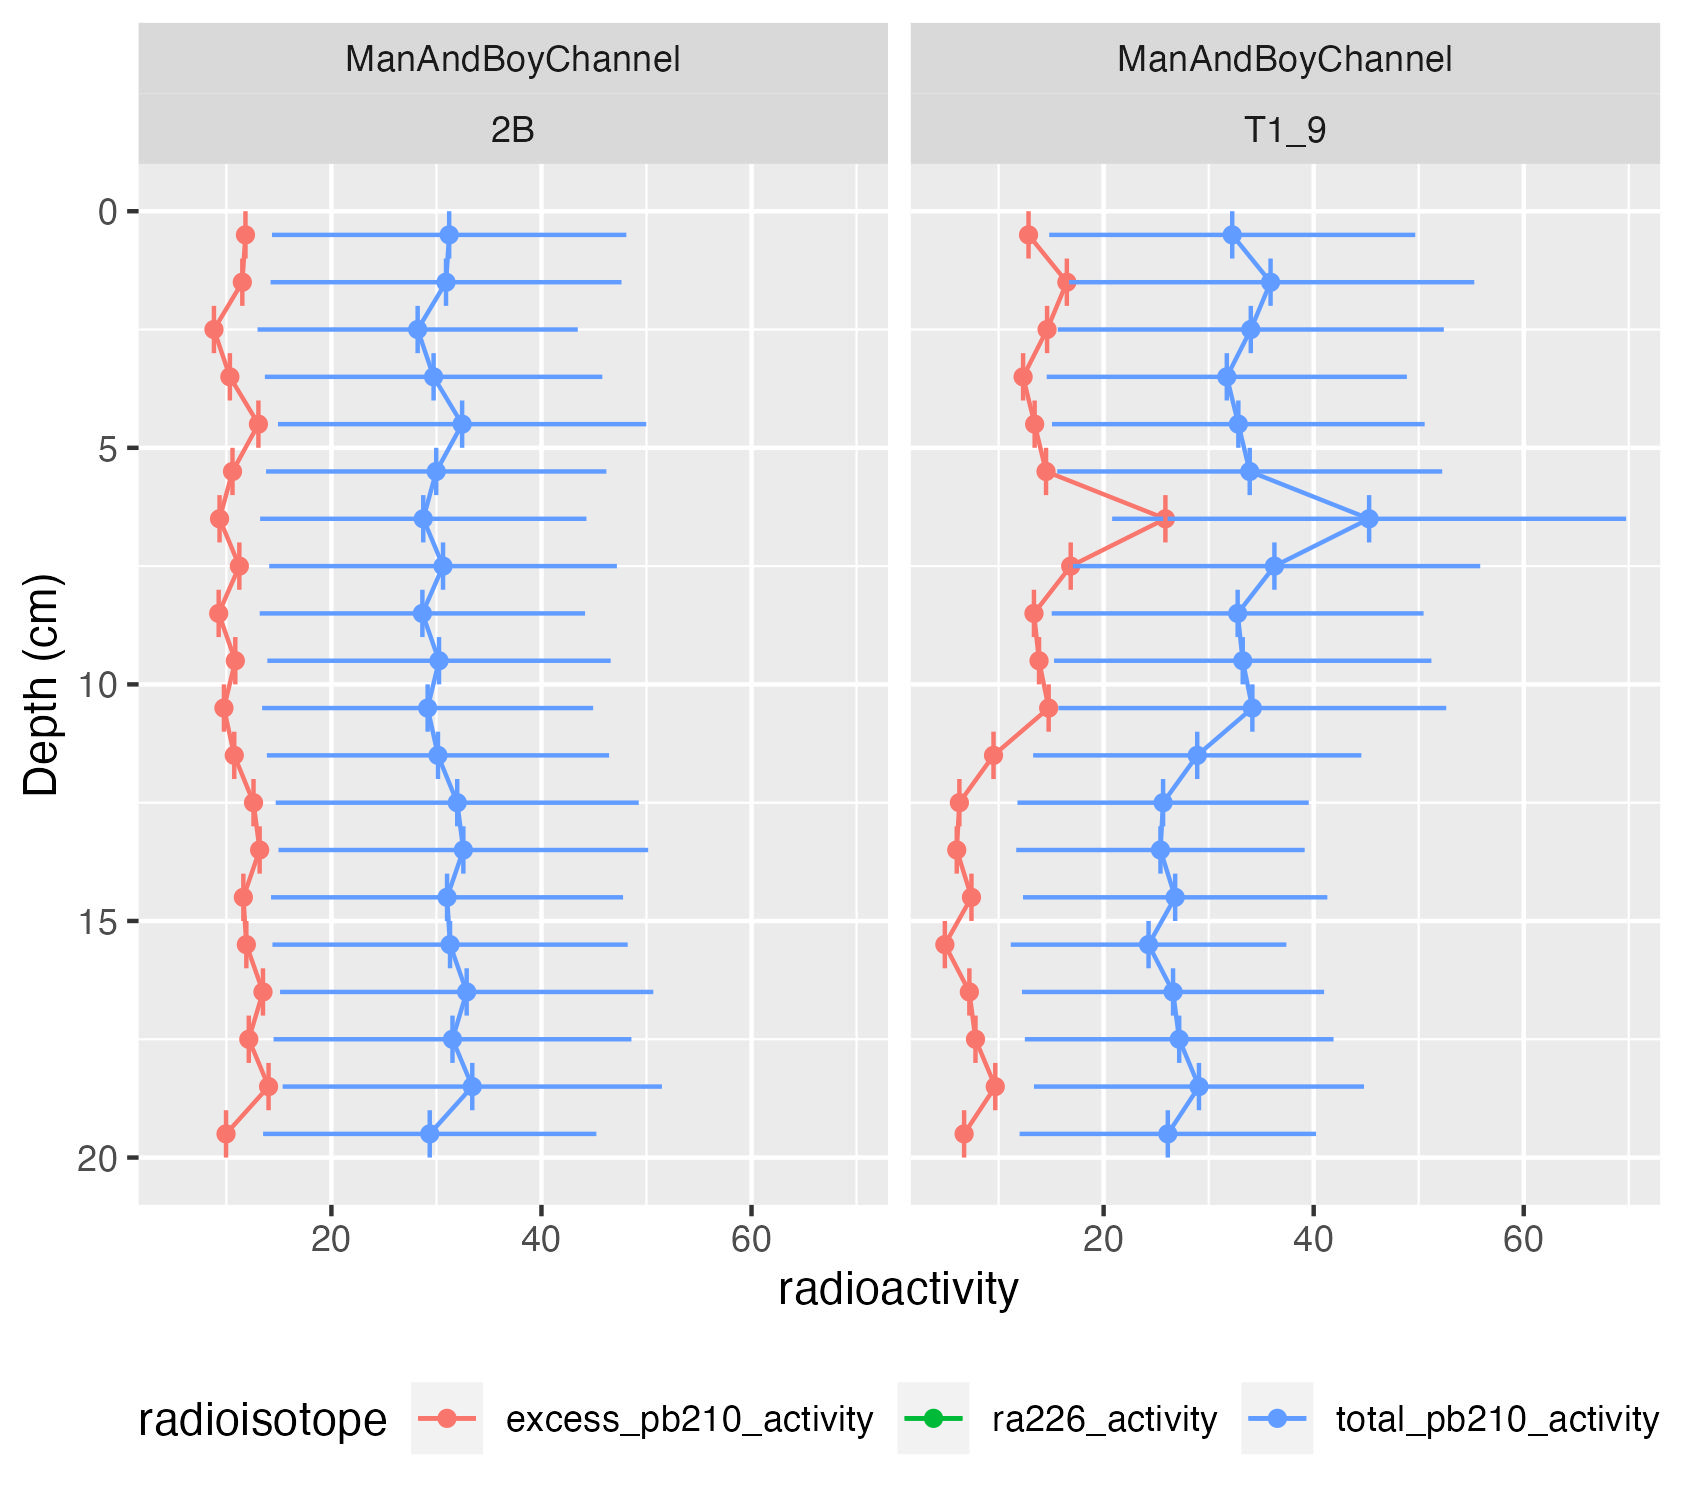 ManAndBoyChannel ManAndBoyChannel
2B T1_9
0
5
10
15
20
Depth (cm)
20 40 60 20 40 60
radioactivity
radioisotope excess_pb210_activity ra226_activity total_pb210_activity